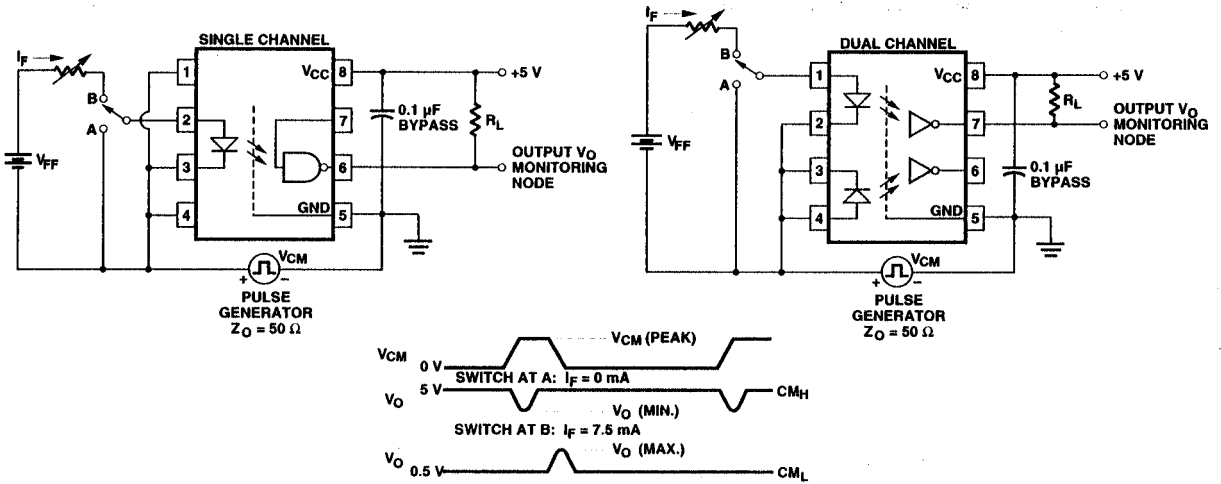 SINGLE CHANNEL
I_F
B
A
V_FF
1
2
3
4
V_CC
8
7
6
GND
5
0.1 µF
BYPASS
R_L
+5 V
OUTPUT V_O
MONITORING
NODE
V_CM
+
–
PULSE
GENERATOR
Z_O = 50 Ω
DUAL CHANNEL
I_F
B
A
V_FF
1
2
3
4
V_CC
8
7
6
GND
5
R_L
+5 V
OUTPUT V_O
MONITORING
NODE
0.1 µF
BYPASS
V_CM
+
–
PULSE
GENERATOR
Z_O = 50 Ω
V_CM
0 V
V_CM (PEAK)
SWITCH AT A: I_F = 0 mA
V_O
5 V
CM_H
V_O (MIN.)
SWITCH AT B: I_F = 7.5 mA
V_O (MAX.)
V_O
0.5 V
CM_L